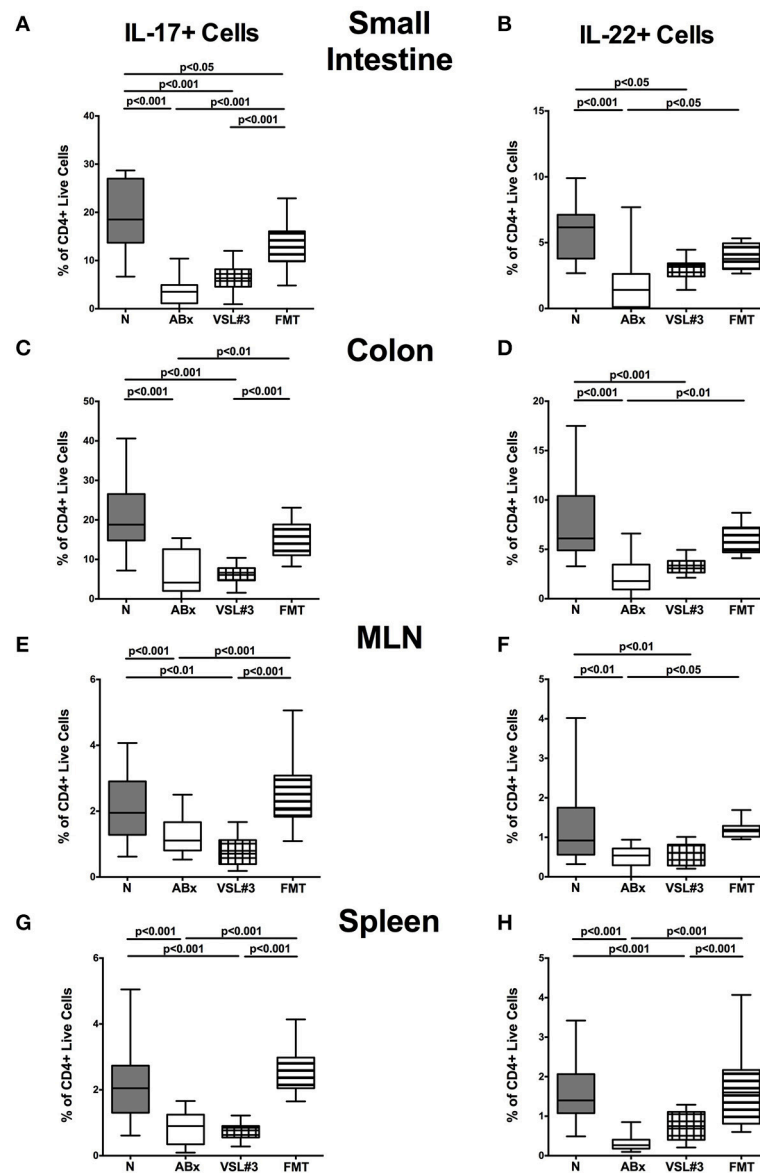 A
IL-17+ Cells
Small
Intestine
B
IL-22+ Cells
p<0.05
p<0.001
p<0.001
p<0.001
p<0.001
% of CD4+ Live Cells
40
30
20
10
0
N
ABx
VSL#3
FMT
p<0.05
p<0.001
p<0.05
% of CD4+ Live Cells
15
10
5
0
N
ABx
VSL#3
FMT
C
Colon
D
p<0.01
p<0.001
p<0.001
p<0.001
% of CD4+ Live Cells
50
40
30
20
10
0
N
ABx
VSL#3
FMT
p<0.001
p<0.001
p<0.01
% of CD4+ Live Cells
20
15
10
5
0
N
ABx
VSL#3
FMT
E
MLN
F
p<0.001
p<0.001
p<0.01
p<0.001
% of CD4+ Live Cells
6
4
2
0
N
ABx
VSL#3
FMT
p<0.01
p<0.01
p<0.05
% of CD4+ Live Cells
5
4
3
2
1
0
N
ABx
VSL#3
FMT
G
Spleen
H
p<0.001
p<0.001
p<0.001
p<0.001
% of CD4+ Live Cells
6
4
2
0
N
ABx
VSL#3
FMT
p<0.001
p<0.001
p<0.001
p<0.001
% of CD4+ Live Cells
5
4
3
2
1
0
N
ABx
VSL#3
FMT